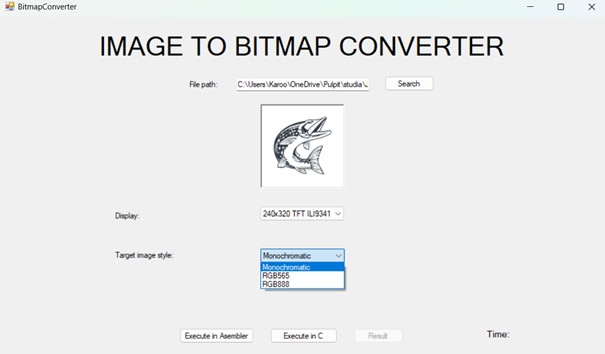 BitmapConverter
IMAGE TO BITMAP CONVERTER
File path: C:\Users\Karoo\OneDrive\Pulpit\studia\ Search
Display: 240x320 TFT ILI9341
Target image style: Monochromatic
Monochromatic
RGB565
RGB888
Execute in Asembler Execute in C Result Time: